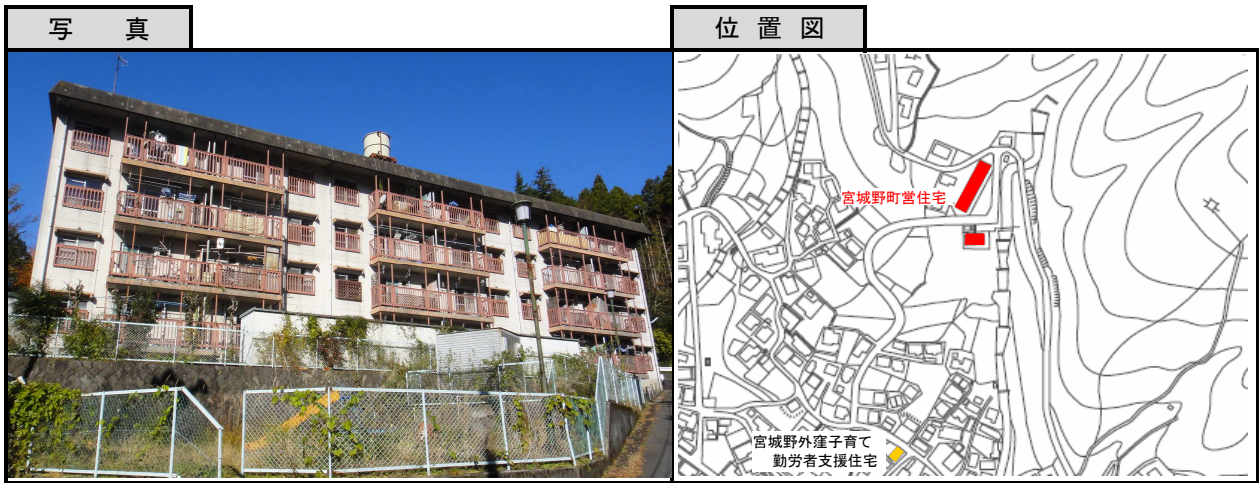 写　真
位 置 図
宮城野町営住宅
宮城野外窪子育て
勤労者支援住宅